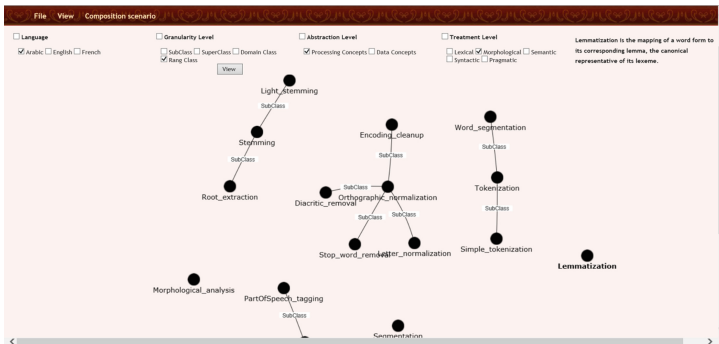 File View Composition scenario
Language
Arabic English French
Granularity Level
SubClass SuperClass Domain Class
Rang Class
View
Abstraction Level
Processing Concepts Data Concepts
Treatment Level
Lexical Morphological Semantic
Syntactic Pragmatic
Lemmatization is the mapping of a word form to
its corresponding lemma, the canonical
representative of its lexeme.
Light_stemming
SubClass
Stemming
SubClass
Root_extraction
Encoding_cleanup
SubClass
Orthographic_normalization
SubClass
Diacritic_removal
SubClass
SubClass
Stop_word_removal
Letter_normalization
Word_segmentation
SubClass
Tokenization
SubClass
Simple_tokenization
Lemmatization
Morphological_analysis
PartOfSpeech_tagging
SubClass
Segmentation